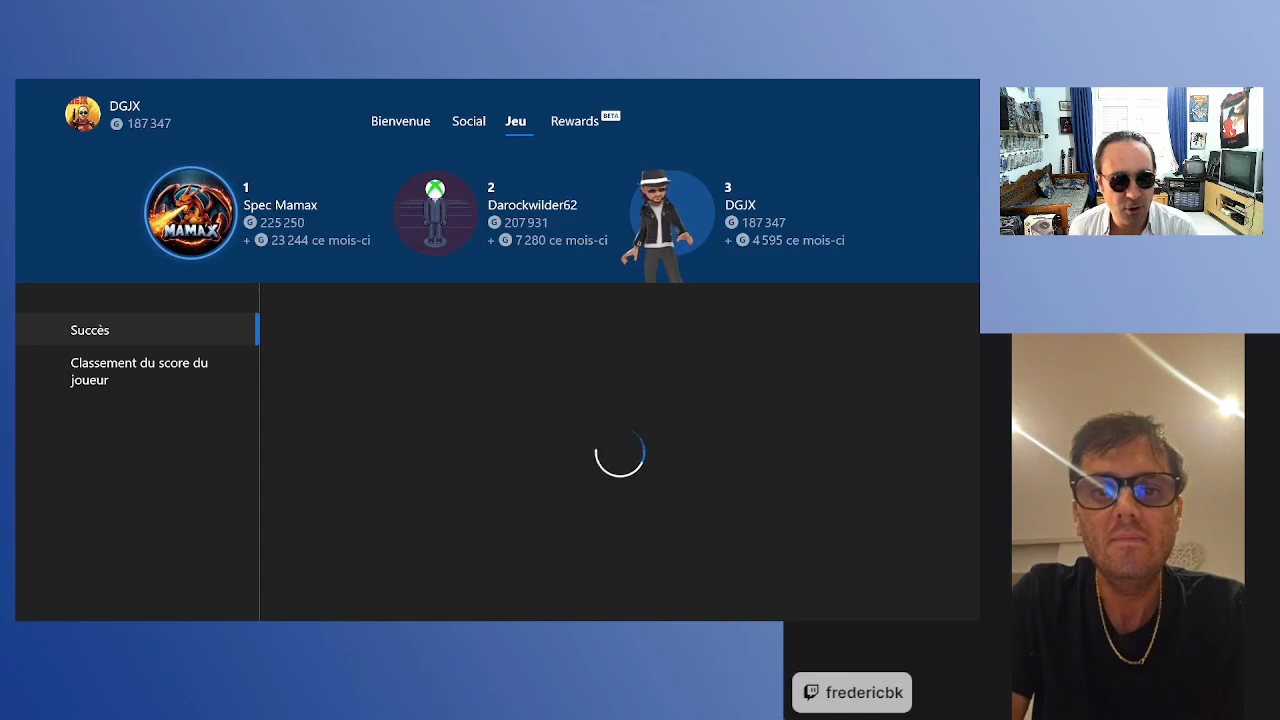 DGJX
G 187 347
Bienvenue
Social
Jeu
Rewards BETA
1
Spec Mamax
G 225 250
+ G 23 244 ce mois-ci
MAMAX
2
Darockwilder62
G 207 931
+ G 7 280 ce mois-ci
3
DGJX
G 187 347
+ G 4 595 ce mois-ci
Succès
Classement du score du
joueur
fredericbk